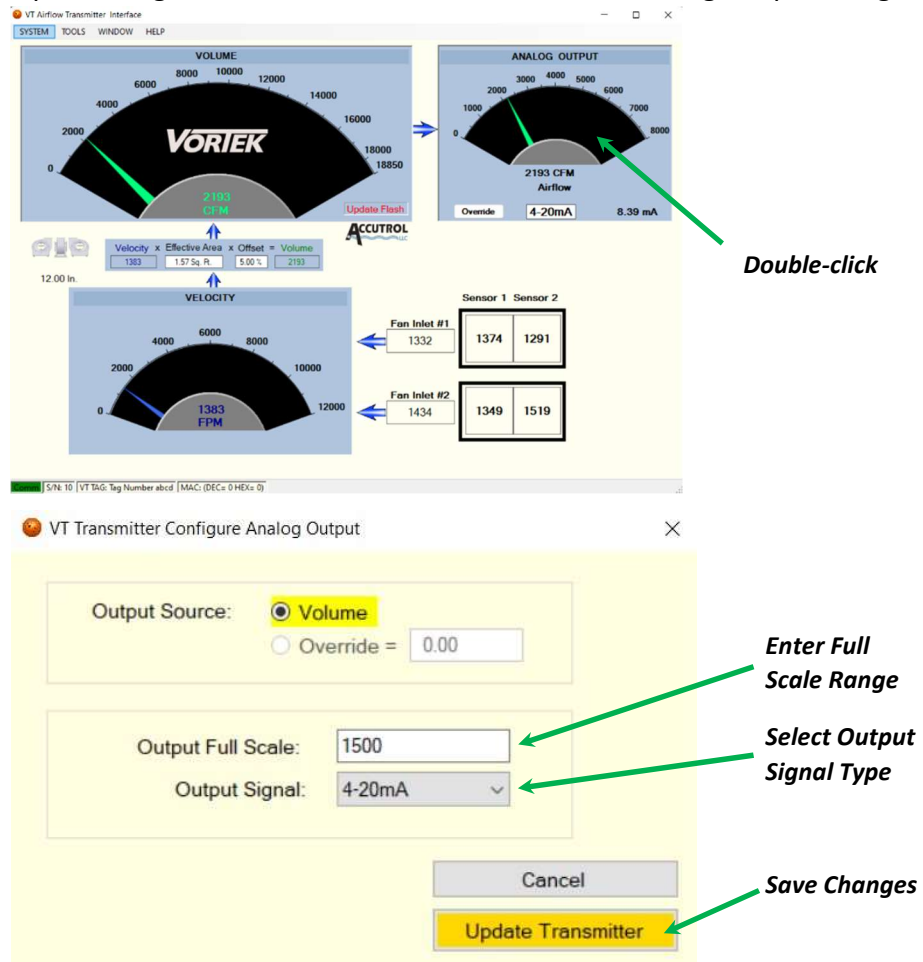 VT Airflow Transmitter Interface
SYSTEM TOOLS WINDOW HELP
VOLUME
0 2000 4000 6000 8000 10000 12000 14000 16000 18000 18850
VORTEK
2193
CFM
Update Flash
ANALOG OUTPUT
0 1000 2000 3000 4000 5000 6000 7000 8000
2193 CFM
Airflow
Override 4-20mA 8.39 mA
Double-click
ACCUTROL LLC
Velocity x Effective Area x Offset = Volume
1383 1.57 Sq. Ft. 5.00 % 2193
12.00 In.
VELOCITY
0 2000 4000 6000 8000 10000 12000
1383
FPM
Sensor 1 Sensor 2
Fan Inlet #1
1332 1374 1291
Fan Inlet #2
1434 1349 1519
Comm S/N: 10 VT TAG: Tag Number abcd MAC: (DEC= 0 HEX= 0)
VT Transmitter Configure Analog Output
Output Source: Volume
Override = 0.00
Enter Full
Scale Range
Output Full Scale: 1500
Output Signal: 4-20mA
Select Output
Signal Type
Cancel
Update Transmitter
Save Changes